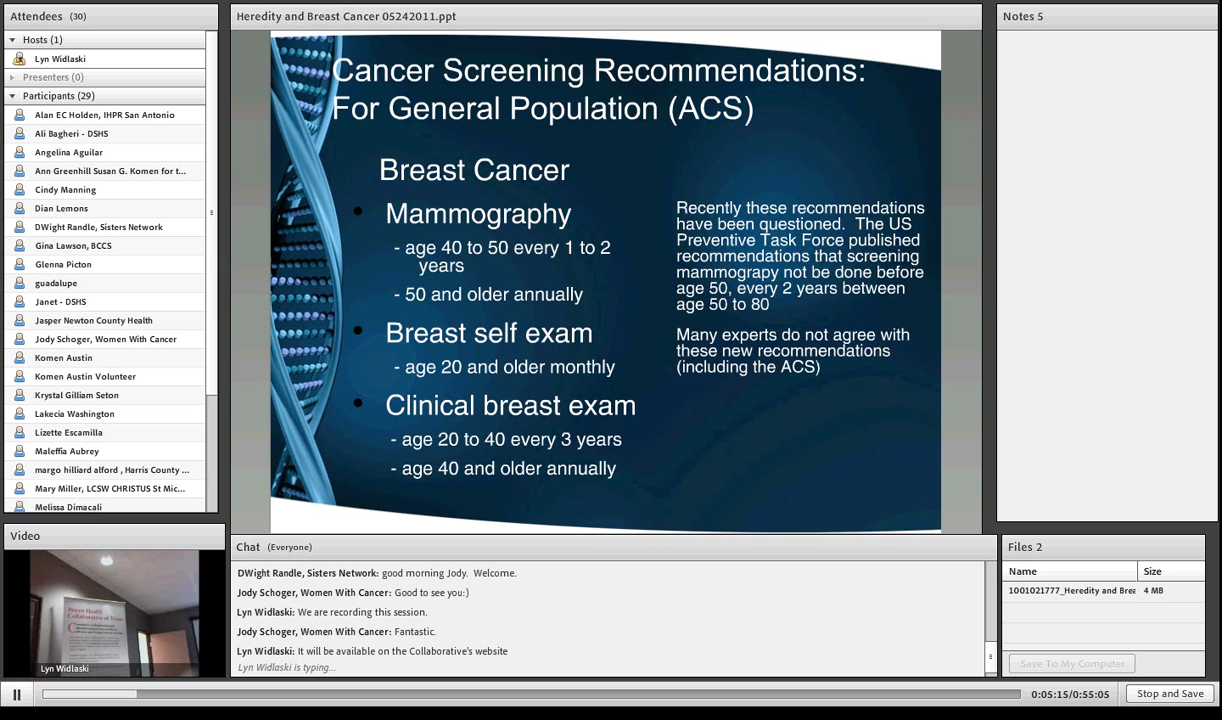 Attendees (30)
Hosts (1)
Lyn Widlaski
Presenters (0)
Participants (29)
Alan EC Holden, IHPR San Antonio
Ali Bagheri - DSHS
Angelina Aguilar
Ann Greenhill Susan G. Komen for t...
Cindy Manning
Dian Lemons
DWight Randle, Sisters Network
Gina Lawson, BCCS
Glenna Picton
guadalupe
Janet - DSHS
Jasper Newton County Health
Jody Schoger, Women With Cancer
Komen Austin
Komen Austin Volunteer
Krystal Gilliam Seton
Lakecia Washington
Lizette Escamilla
Maleffia Aubrey
margo hilliard alford , Harris County ...
Mary Miller, LCSW CHRISTUS St Mic...
Melissa Dimacali
Video
Breast Health
Collaborative of Texas
Lyn Widlaski
Heredity and Breast Cancer 05242011.ppt
Cancer Screening Recommendations:
For General Population (ACS)
Breast Cancer
• Mammography
- age 40 to 50 every 1 to 2
years
- 50 and older annually
• Breast self exam
- age 20 and older monthly
• Clinical breast exam
- age 20 to 40 every 3 years
- age 40 and older annually
Recently these recommendations
have been questioned. The US
Preventive Task Force published
recommendations that screening
mammograpy not be done before
age 50, every 2 years between
age 50 to 80
Many experts do not agree with
these new recommendations
(including the ACS)
Chat (Everyone)
DWight Randle, Sisters Network: good morning Jody. Welcome.
Jody Schoger, Women With Cancer: Good to see you:)
Lyn Widlaski: We are recording this session.
Jody Schoger, Women With Cancer: Fantastic.
Lyn Widlaski: It will be available on the Collaborative's website
Lyn Widlaski is typing...
Notes 5
Files 2
Name Size
1001021777_Heredity and Brea 4 MB
Save To My Computer
0:05:15/0:55:05
Stop and Save